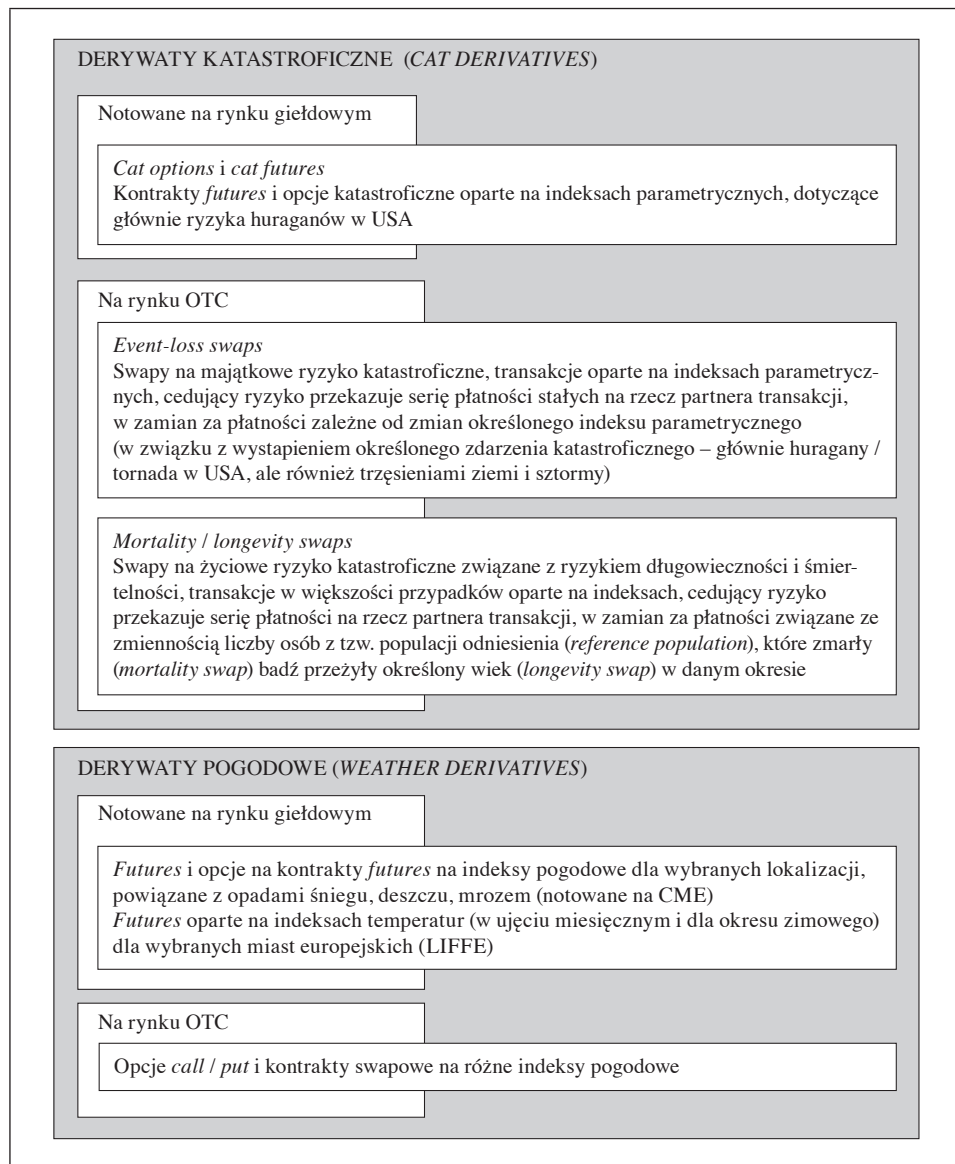 DERYWATY KATASTROFICZNE (CAT DERIVATIVES)
Notowane na rynku giełdowym
Cat options i cat futures
Kontrakty futures i opcje katastroficzne oparte na indeksach parametrycznych, dotyczące
głównie ryzyka huraganów w USA
Na rynku OTC
Event-loss swaps
Swapy na majątkowe ryzyko katastroficzne, transakcje oparte na indeksach parametrycz-
nych, cedujący ryzyko przekazuje serię płatności stałych na rzecz partnera transakcji,
w zamian za płatności zależne od zmian określonego indeksu parametrycznego
(w związku z wystapieniem określonego zdarzenia katastroficznego – głównie huragany /
tornada w USA, ale również trzęsieniami ziemi i sztormy)
Mortality / longevity swaps
Swapy na życiowe ryzyko katastroficzne związane z ryzykiem długowieczności i śmier-
telności, transakcje w większości przypadków oparte na indeksach, cedujący ryzyko
przekazuje serię płatności na rzecz partnera transakcji, w zamian za płatności związane ze
zmiennością liczby osób z tzw. populacji odniesienia (reference population), które zmarły
(mortality swap) badź przeżyły określony wiek (longevity swap) w danym okresie
DERYWATY POGODOWE (WEATHER DERIVATIVES)
Notowane na rynku giełdowym
Futures i opcje na kontrakty futures na indeksy pogodowe dla wybranych lokalizacji,
powiązane z opadami śniegu, deszczu, mrozem (notowane na CME)
Futures oparte na indeksach temperatur (w ujęciu miesięcznym i dla okresu zimowego)
dla wybranych miast europejskich (LIFFE)
Na rynku OTC
Opcje call / put i kontrakty swapowe na różne indeksy pogodowe